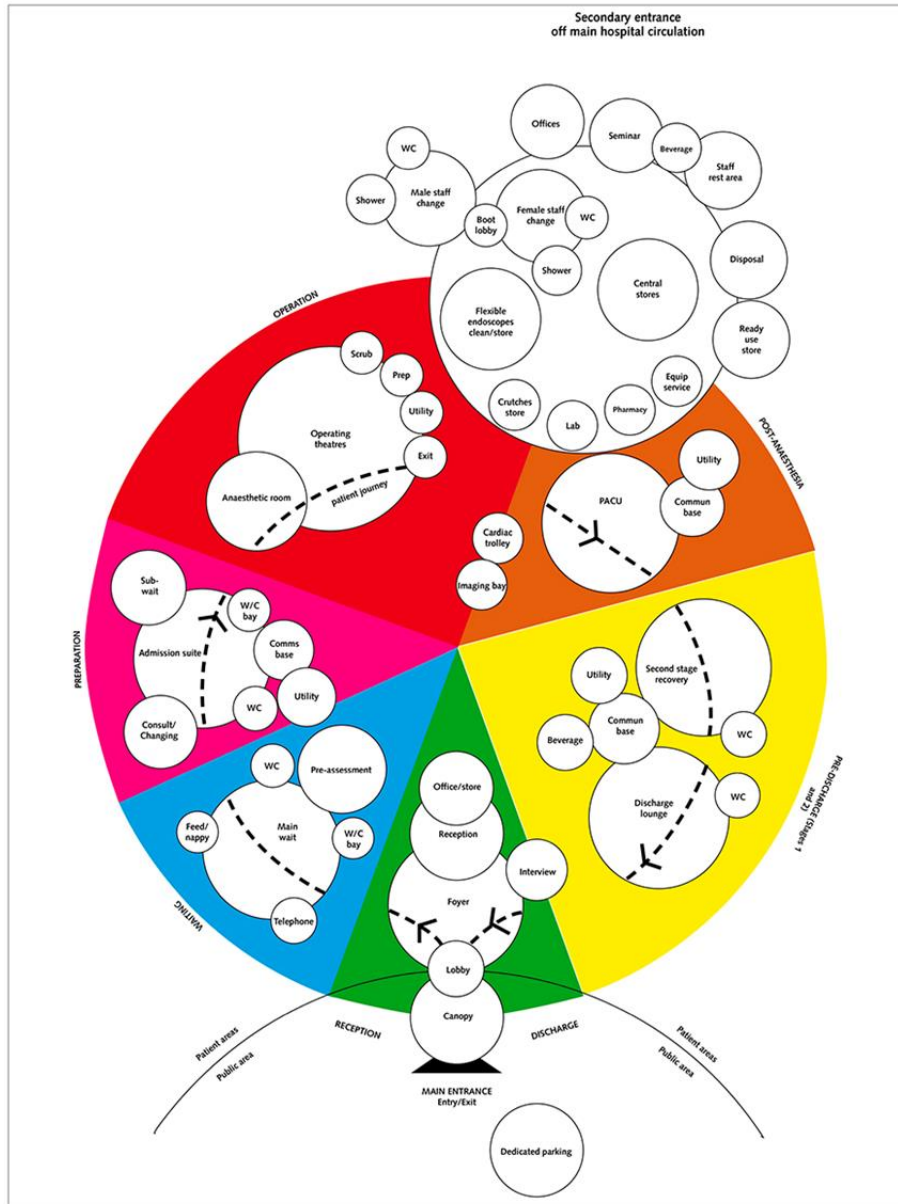 Secondary entrance
off main hospital circulation
Offices
Seminar
Beverage
Staff
rest area
WC
Male staff
change
Shower
Boot
lobby
Female staff
change
WC
Shower
Disposal
Central
stores
Flexible
endoscopes
clean/store
Ready
use
store
Equip
service
Pharmacy
Crutches
store
Lab
OPERATION
Scrub
Prep
Utility
Exit
Operating
theatres
Anaesthetic room
patient journey
POST-ANAESTHESIA
Utility
PACU
Commun
base
Cardiac
trolley
Imaging bay
PREPARATION
Sub-
wait
W/C
bay
Admission suite
Comms
base
Utility
WC
Consult/
Changing
PRE-DISCHARGE (Stages 1
and 2)
Second stage
recovery
Utility
Commun
base
Beverage
WC
WC
Discharge
lounge
WAITING
WC
Pre-assessment
Feed/
nappy
Main
wait
W/C
bay
Telephone
Office/store
Reception
Interview
Foyer
Lobby
Canopy
RECEPTION
DISCHARGE
Patient areas
Public area
Patient areas
Public area
MAIN ENTRANCE
Entry/Exit
Dedicated parking